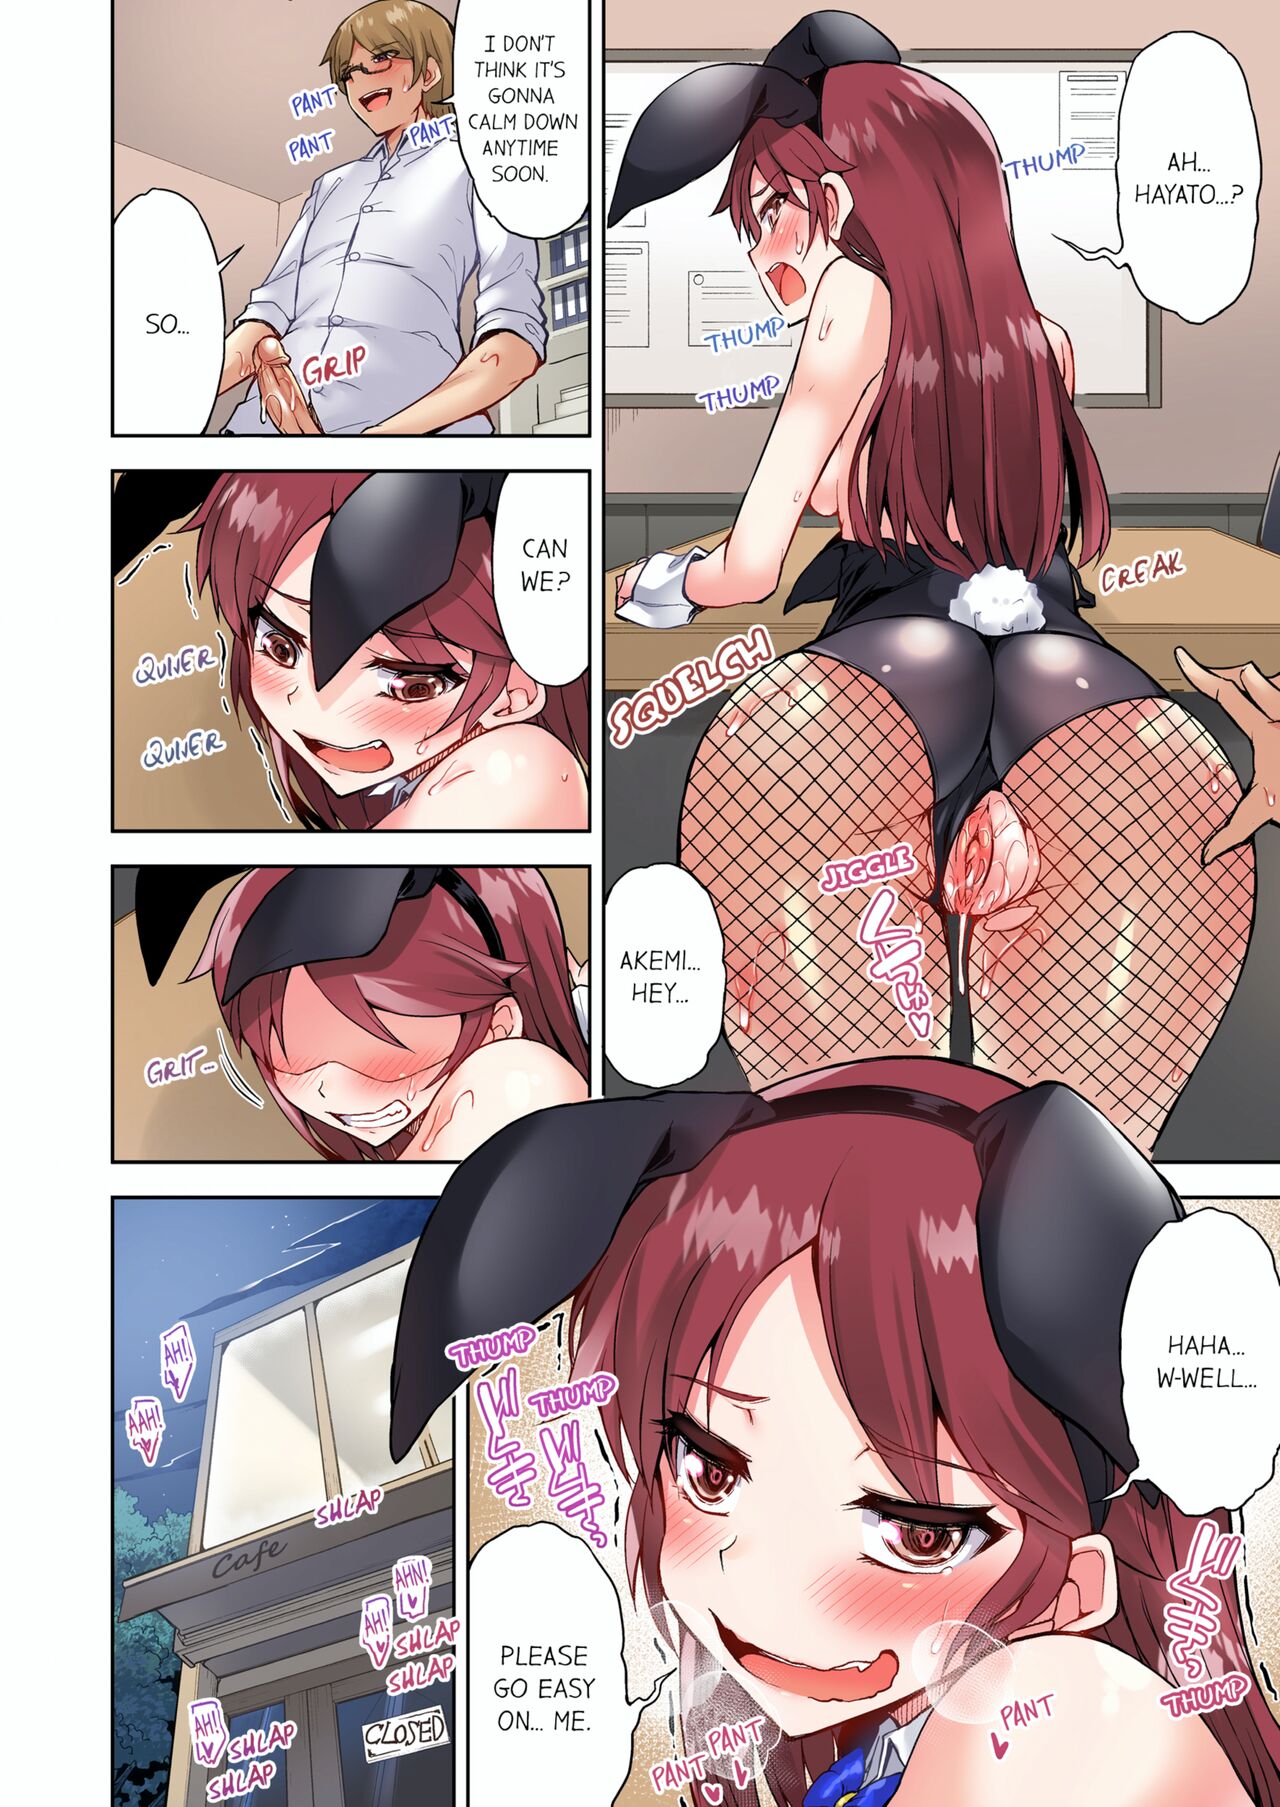 AH...
HAYATO...?
THUMP
THUMP
THUMP
CREAK
SQUELCH
JIGGLE
AKEMI...
HEY...
I DON'T
THINK IT'S
GONNA
CALM DOWN
ANYTIME
SOON.
PANT
PANT
PANT
SO...
GRIP
CAN
WE?
QUIVER
QUIVER
GRIT...
HAHA...
W-WELL...
THUMP
THUMP
THUMP
PLEASE
GO EASY
ON... ME.
PANT
PANT
PANT
AH!
AAH!
SHLAP
Cafe
AHN!
AH!
SHLAP
SHLAP
AH!
SHLAP
SHLAP
CLOSED